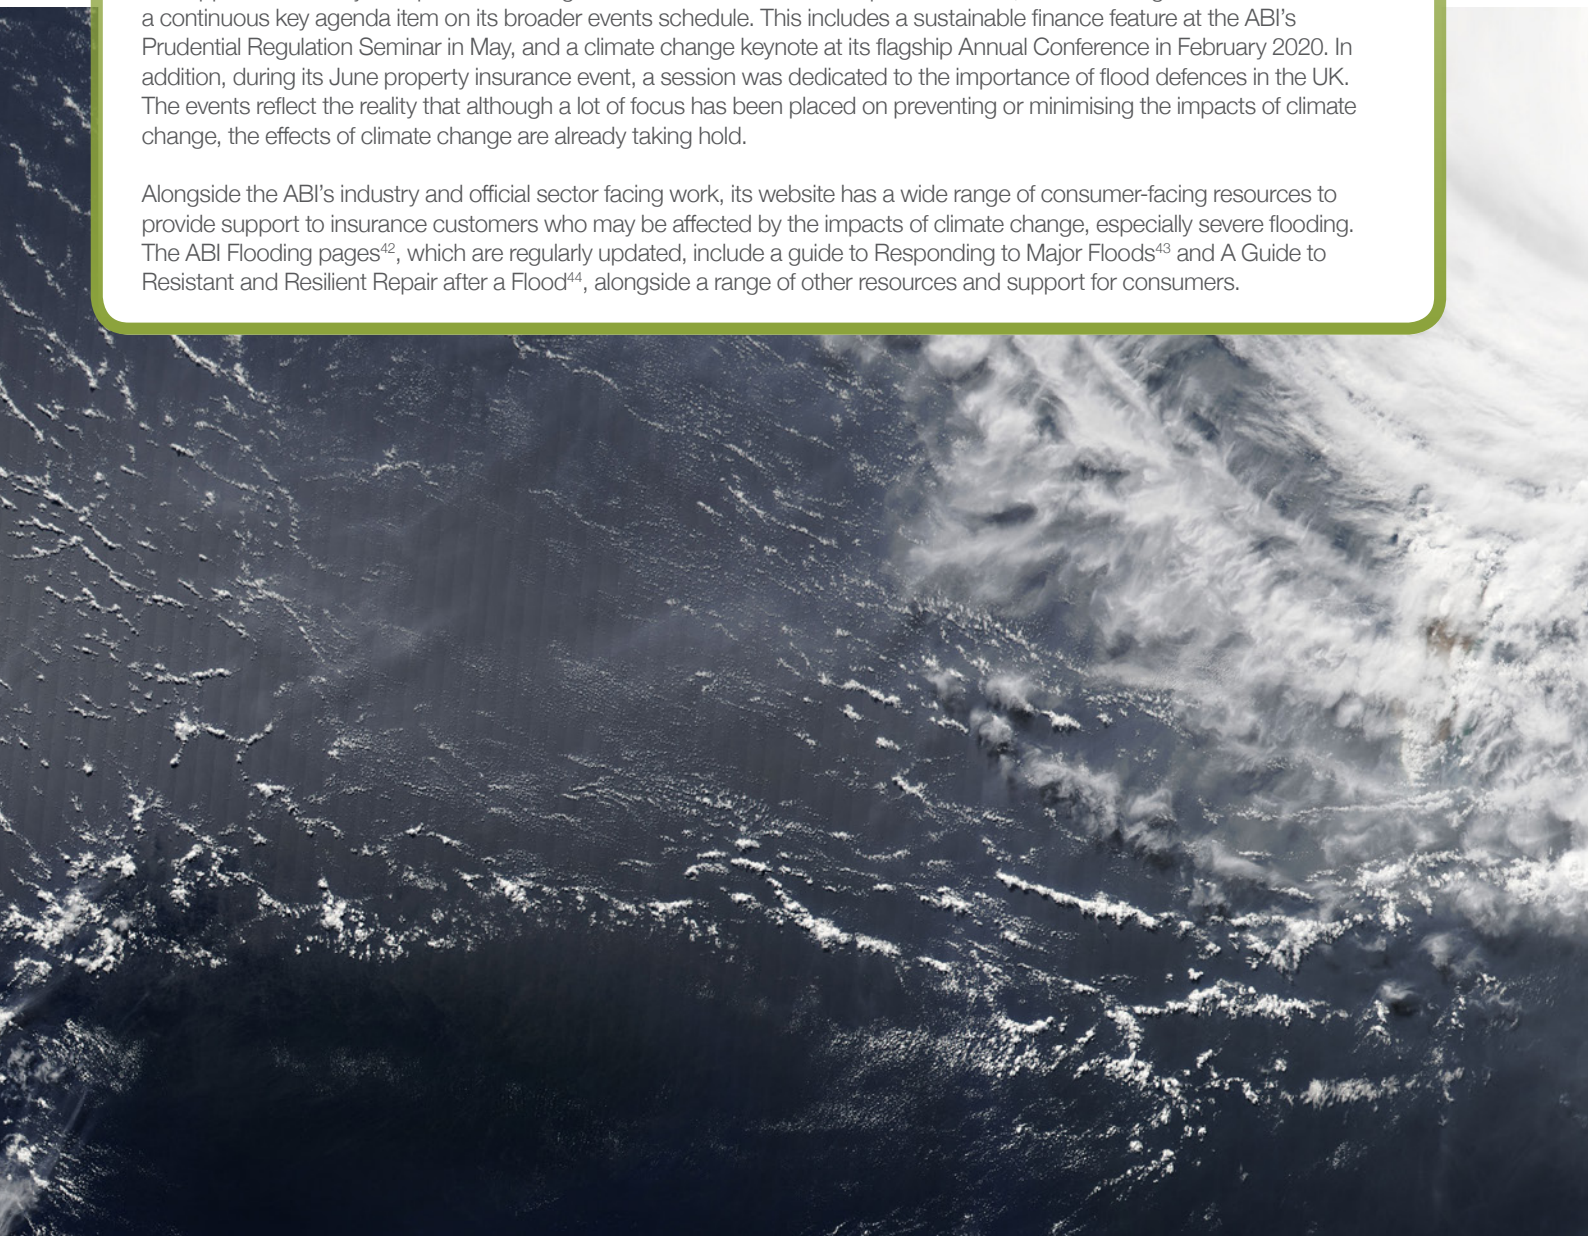 a continuous key agenda item on its broader events schedule. This includes a sustainable finance feature at the ABI's
Prudential Regulation Seminar in May, and a climate change keynote at its flagship Annual Conference in February 2020. In
addition, during its June property insurance event, a session was dedicated to the importance of flood defences in the UK.
The events reflect the reality that although a lot of focus has been placed on preventing or minimising the impacts of climate
change, the effects of climate change are already taking hold.
Alongside the ABI's industry and official sector facing work, its website has a wide range of consumer-facing resources to
provide support to insurance customers who may be affected by the impacts of climate change, especially severe flooding.
The ABI Flooding pages⁴², which are regularly updated, include a guide to Responding to Major Floods⁴³ and A Guide to
Resistant and Resilient Repair after a Flood⁴⁴, alongside a range of other resources and support for consumers.